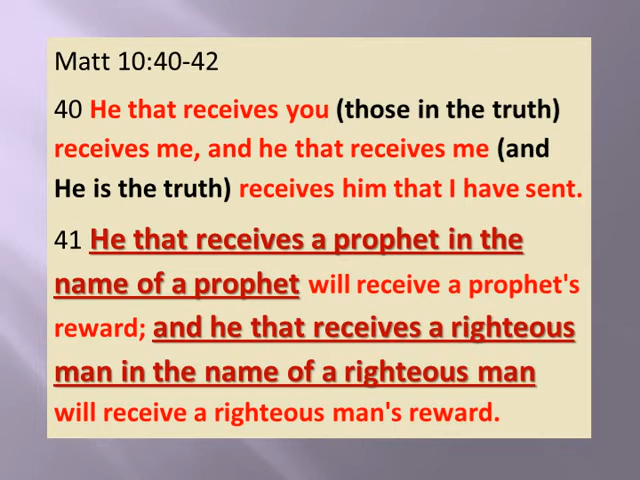 Matt 10:40-42
40 He that receives you (those in the truth)
receives me, and he that receives me (and
He is the truth) receives him that I have sent.
41 He that receives a prophet in the
name of a prophet will receive a prophet's
reward; and he that receives a righteous
man in the name of a righteous man
will receive a righteous man's reward.